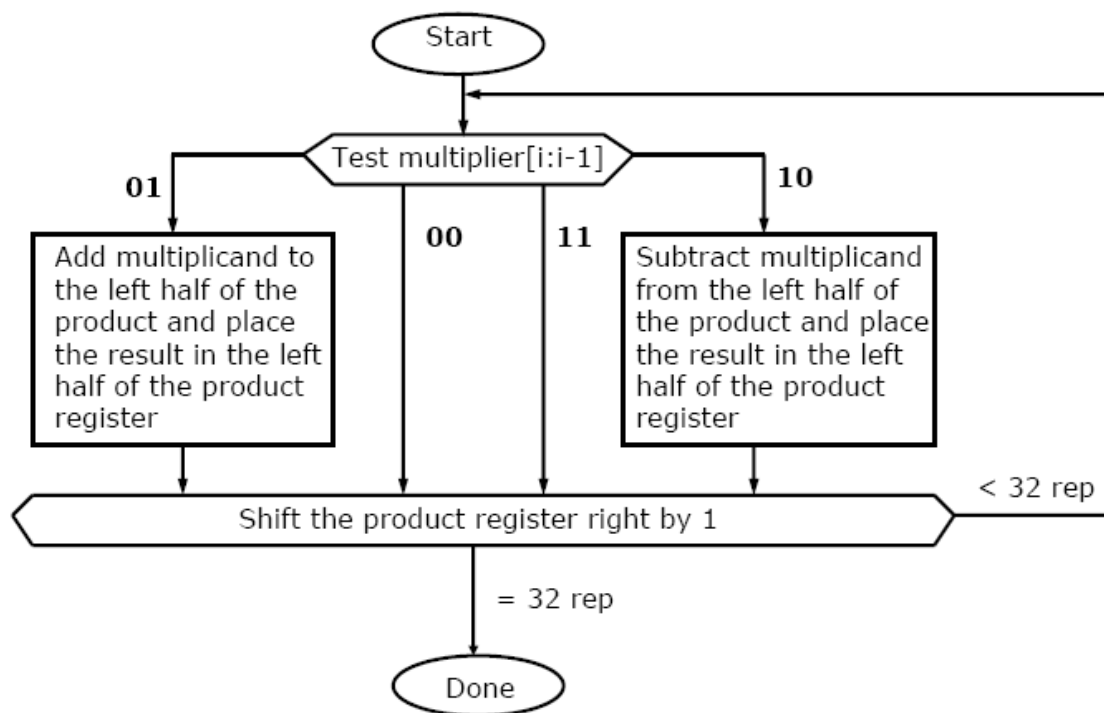 Start
Test multiplier[i:i-1]
01
00
11
10
Add multiplicand to
the left half of the
product and place
the result in the left
half of the product
register
Subtract multiplicand
from the left half of
the product and place
the result in the left
half of the product
register
< 32 rep
Shift the product register right by 1
= 32 rep
Done